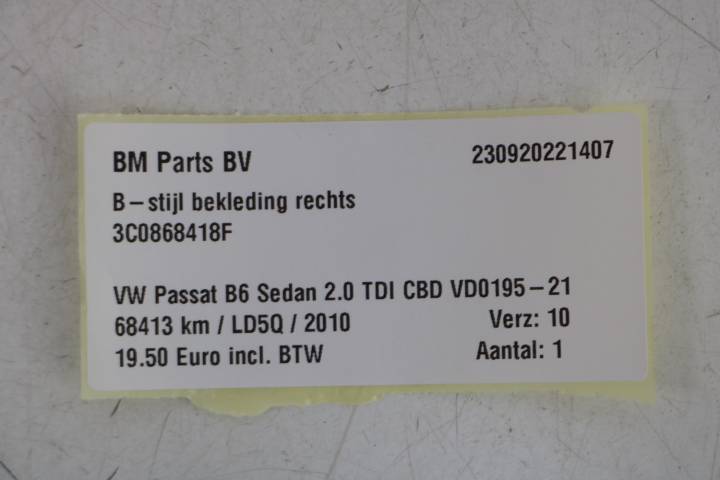 BM Parts BV 230920221407
B-stijl bekleding rechts
3C0868418F
VW Passat B6 Sedan 2.0 TDI CBD VD0195-21
68413 km / LD5Q / 2010 Verz: 10
19.50 Euro incl. BTW Aantal: 1